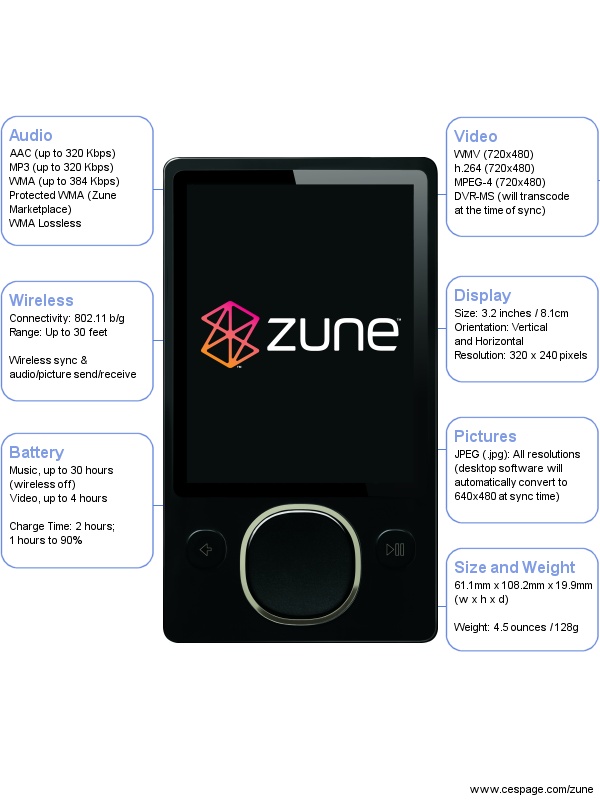 Audio
AAC (up to 320 Kbps)
MP3 (up to 320 Kbps)
WMA (up to 384 Kbps)
Protected WMA (Zune
Marketplace)
WMA Lossless
Wireless
Connectivity: 802.11 b/g
Range: Up to 30 feet
Wireless sync &
audio/picture send/receive
Battery
Music, up to 30 hours
(wireless off)
Video, up to 4 hours
Charge Time: 2 hours;
1 hours to 90%
zune™
™
Video
WMV (720x480)
h.264 (720x480)
MPEG-4 (720x480)
DVR-MS (will transcode
at the time of sync)
Display
Size: 3.2 inches / 8.1cm
Orientation: Vertical
and Horizontal
Resolution: 320 x 240 pixels
Pictures
JPEG (.jpg): All resolutions
(desktop software will
automatically convert to
640x480 at sync time)
Size and Weight
61.1mm x 108.2mm x 19.9mm
(w x h x d)
Weight: 4.5 ounces / 128g
www.cespage.com/zune